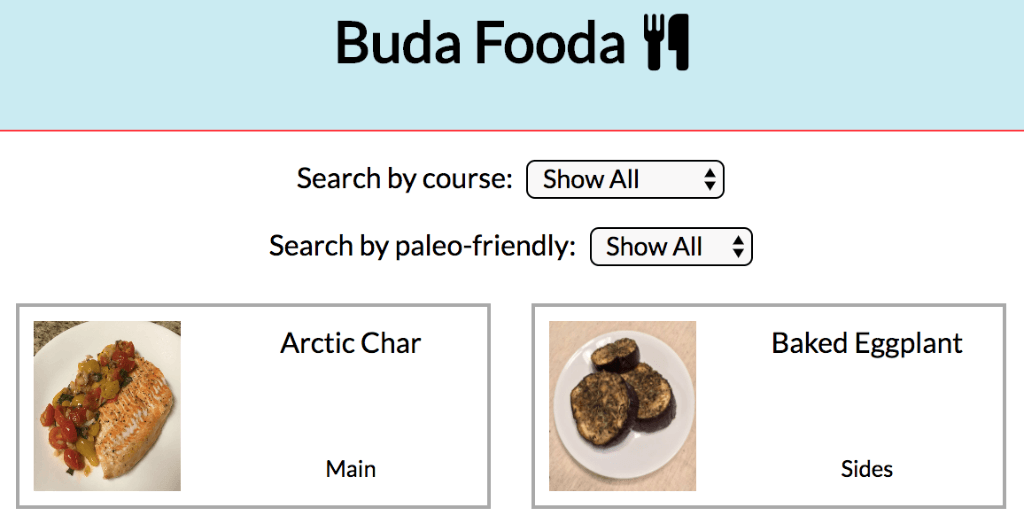 Buda Fooda
Search by course: Show All
Search by paleo-friendly: Show All
Arctic Char
Main
Baked Eggplant
Sides